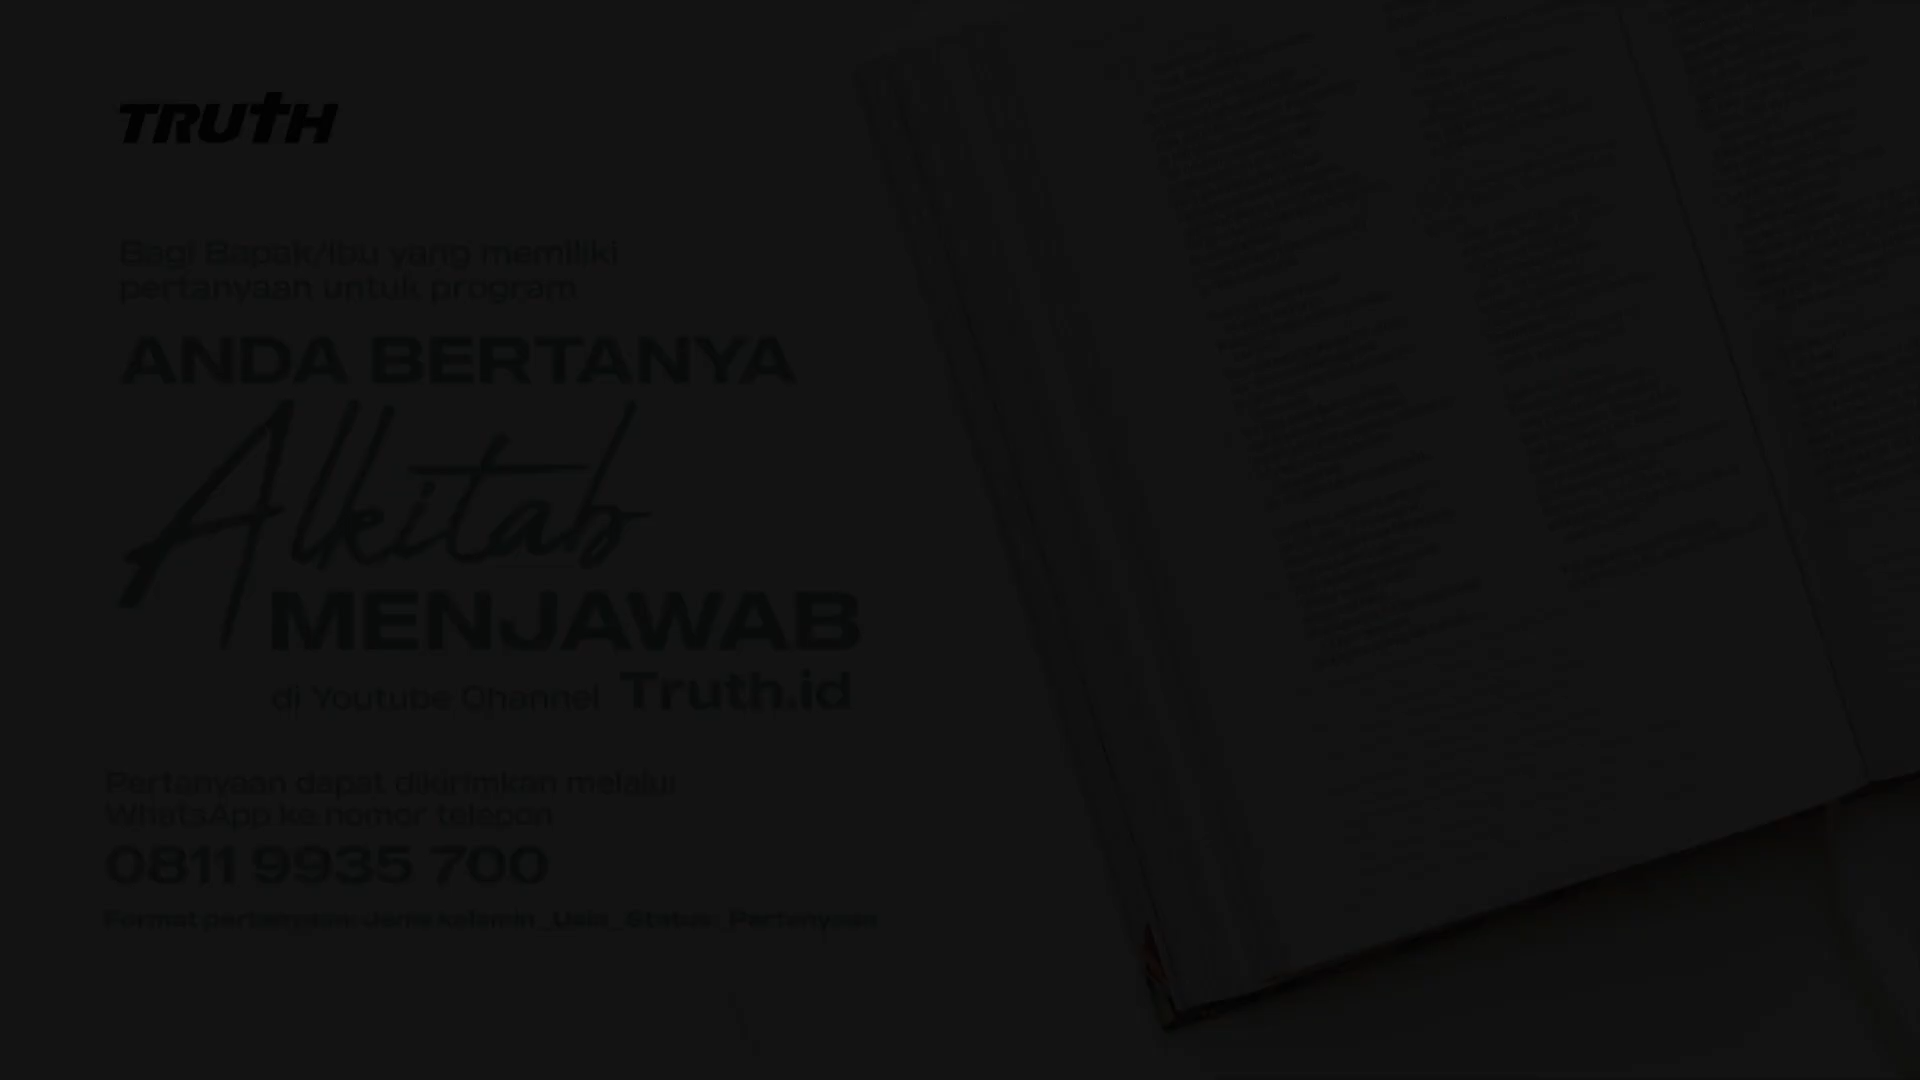 TRUTH
Bagi Bapak/Ibu yang memiliki
pertanyaan untuk program
ANDA BERTANYA
Alkitab
MENJAWAB
di Youtube Channel Truth.id
Pertanyaan dapat dikirimkan melalui
WhatsApp ke nomor telepon
0811 9935 700
Format pertanyaan: Jenis kelamin_Usia_Status_Pertanyaan